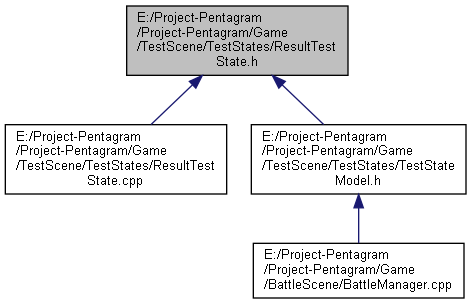 E:/Project-Pentagram
/Project-Pentagram/Game
/TestScene/TestStates/ResultTest
State.h
E:/Project-Pentagram
/Project-Pentagram/Game
/TestScene/TestStates/ResultTest
State.cpp
E:/Project-Pentagram
/Project-Pentagram/Game
/TestScene/TestStates/TestState
Model.h
E:/Project-Pentagram
/Project-Pentagram/Game
/BattleScene/BattleManager.cpp